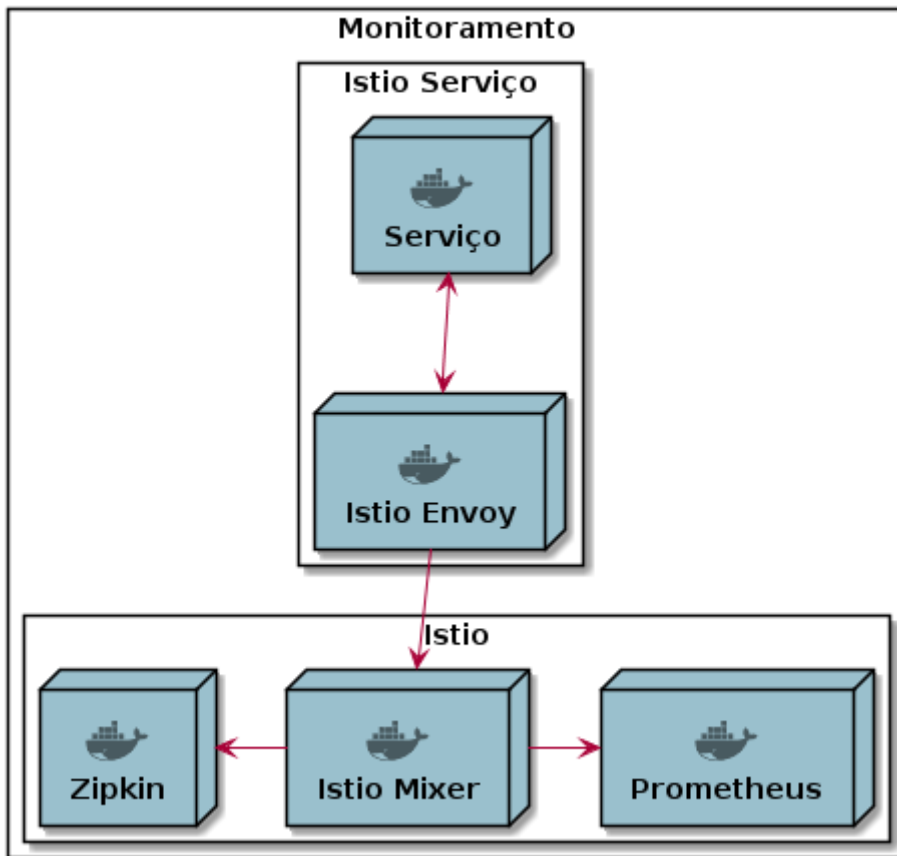 Monitoramento
Istio Serviço
Serviço
Istio Envoy
Istio
Zipkin
Istio Mixer
Prometheus